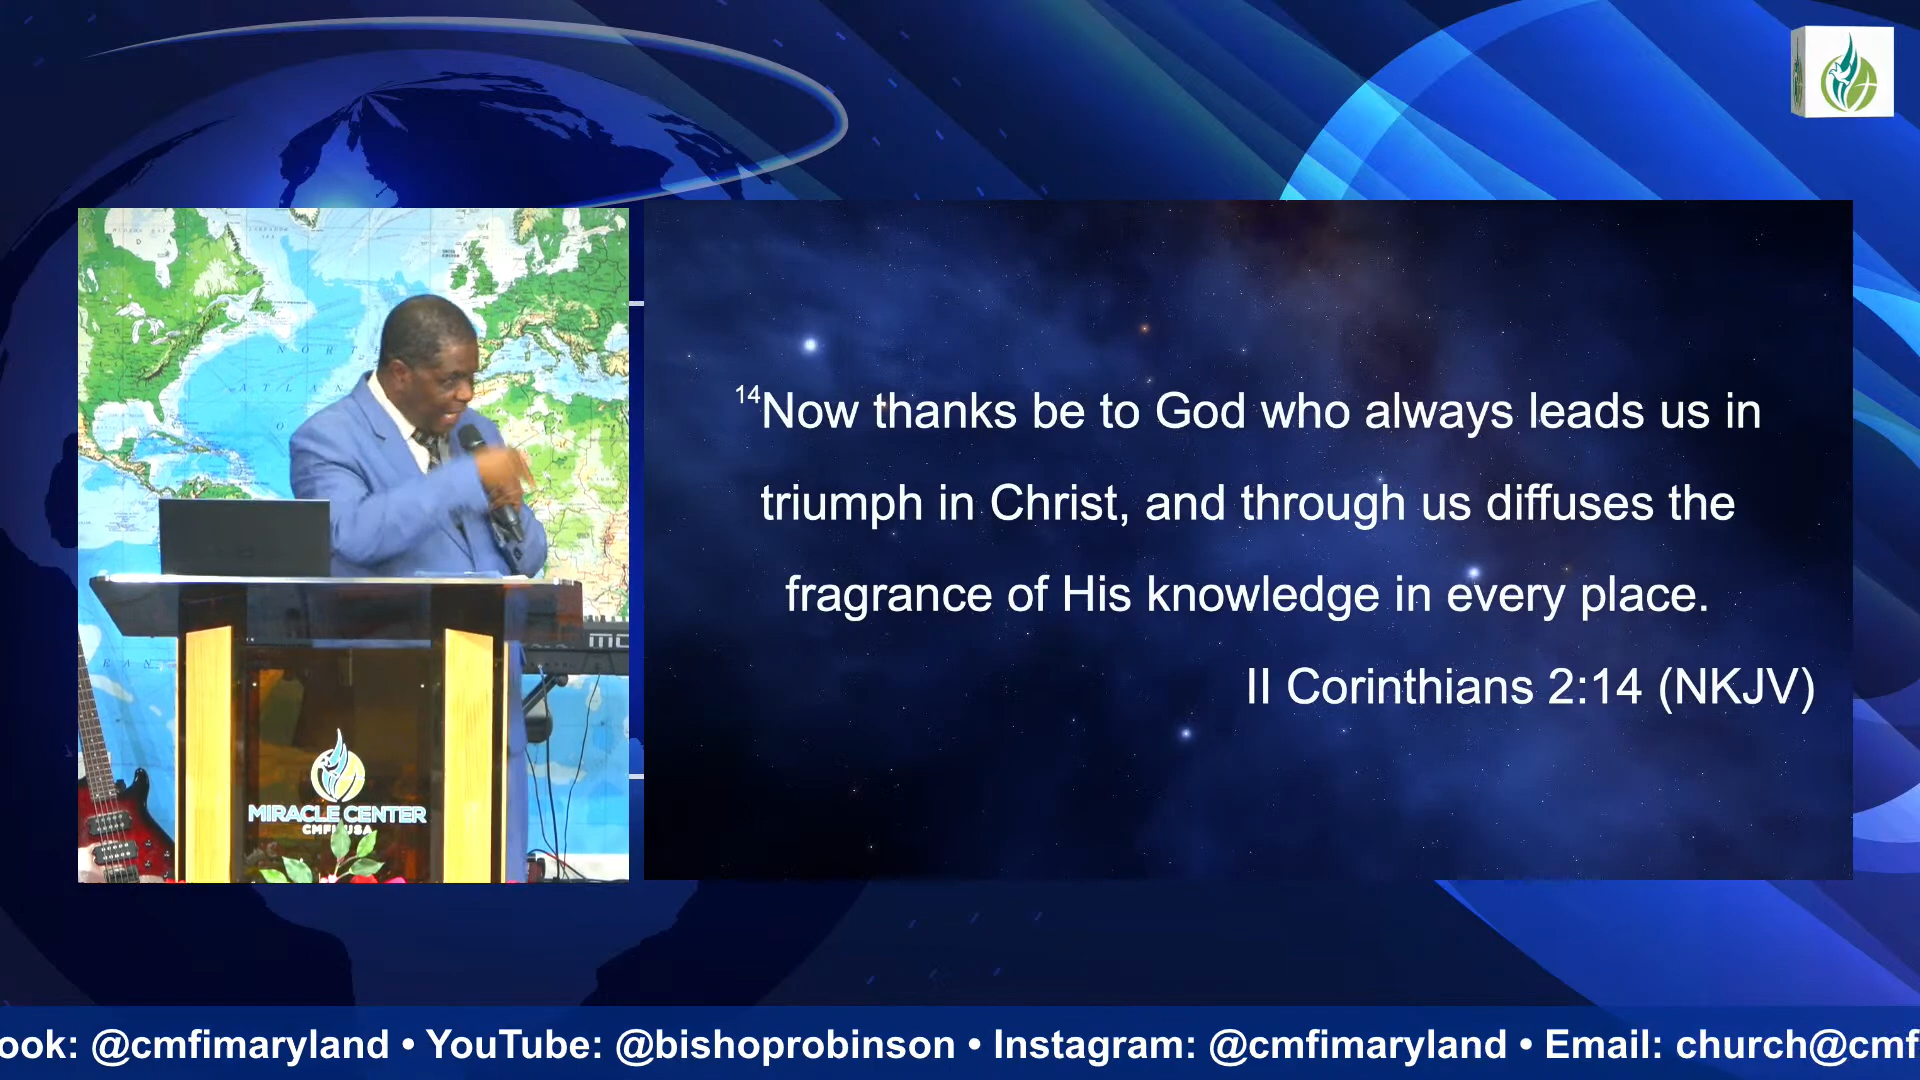 14Now thanks be to God who always leads us in
triumph in Christ, and through us diffuses the
fragrance of His knowledge in every place.
II Corinthians 2:14 (NKJV)
MIRACLE CENTER
CMFI USA
ook: @cmfimaryland • YouTube: @bishoprobinson • Instagram: @cmfimaryland • Email: church@cmf